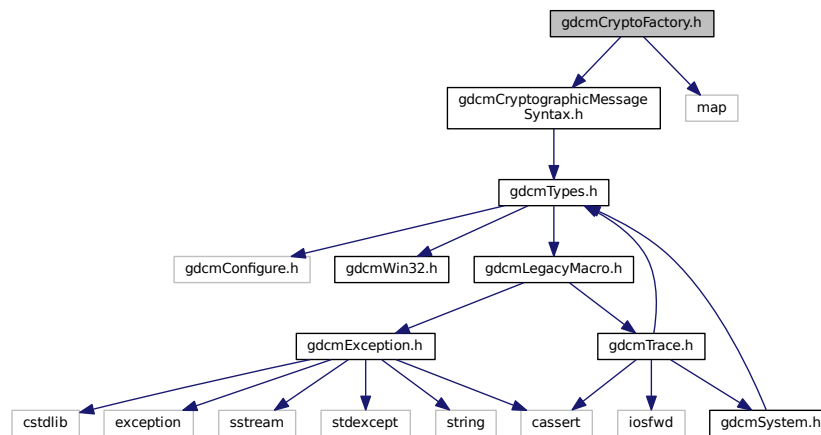 gdcmCryptoFactory.h
gdcmCryptographicMessage
Syntax.h
map
gdcmTypes.h
gdcmConfigure.h
gdcmWin32.h
gdcmLegacyMacro.h
gdcmException.h
gdcmTrace.h
cstdlib
exception
sstream
stdexcept
string
cassert
iosfwd
gdcmSystem.h